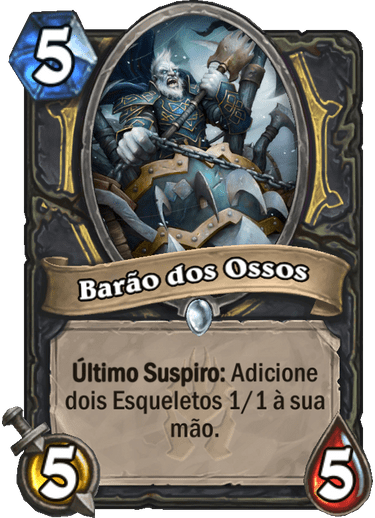 5
Barão dos Ossos
Último Suspiro: Adicione
dois Esqueletos 1/1 à sua
mão.
5
5